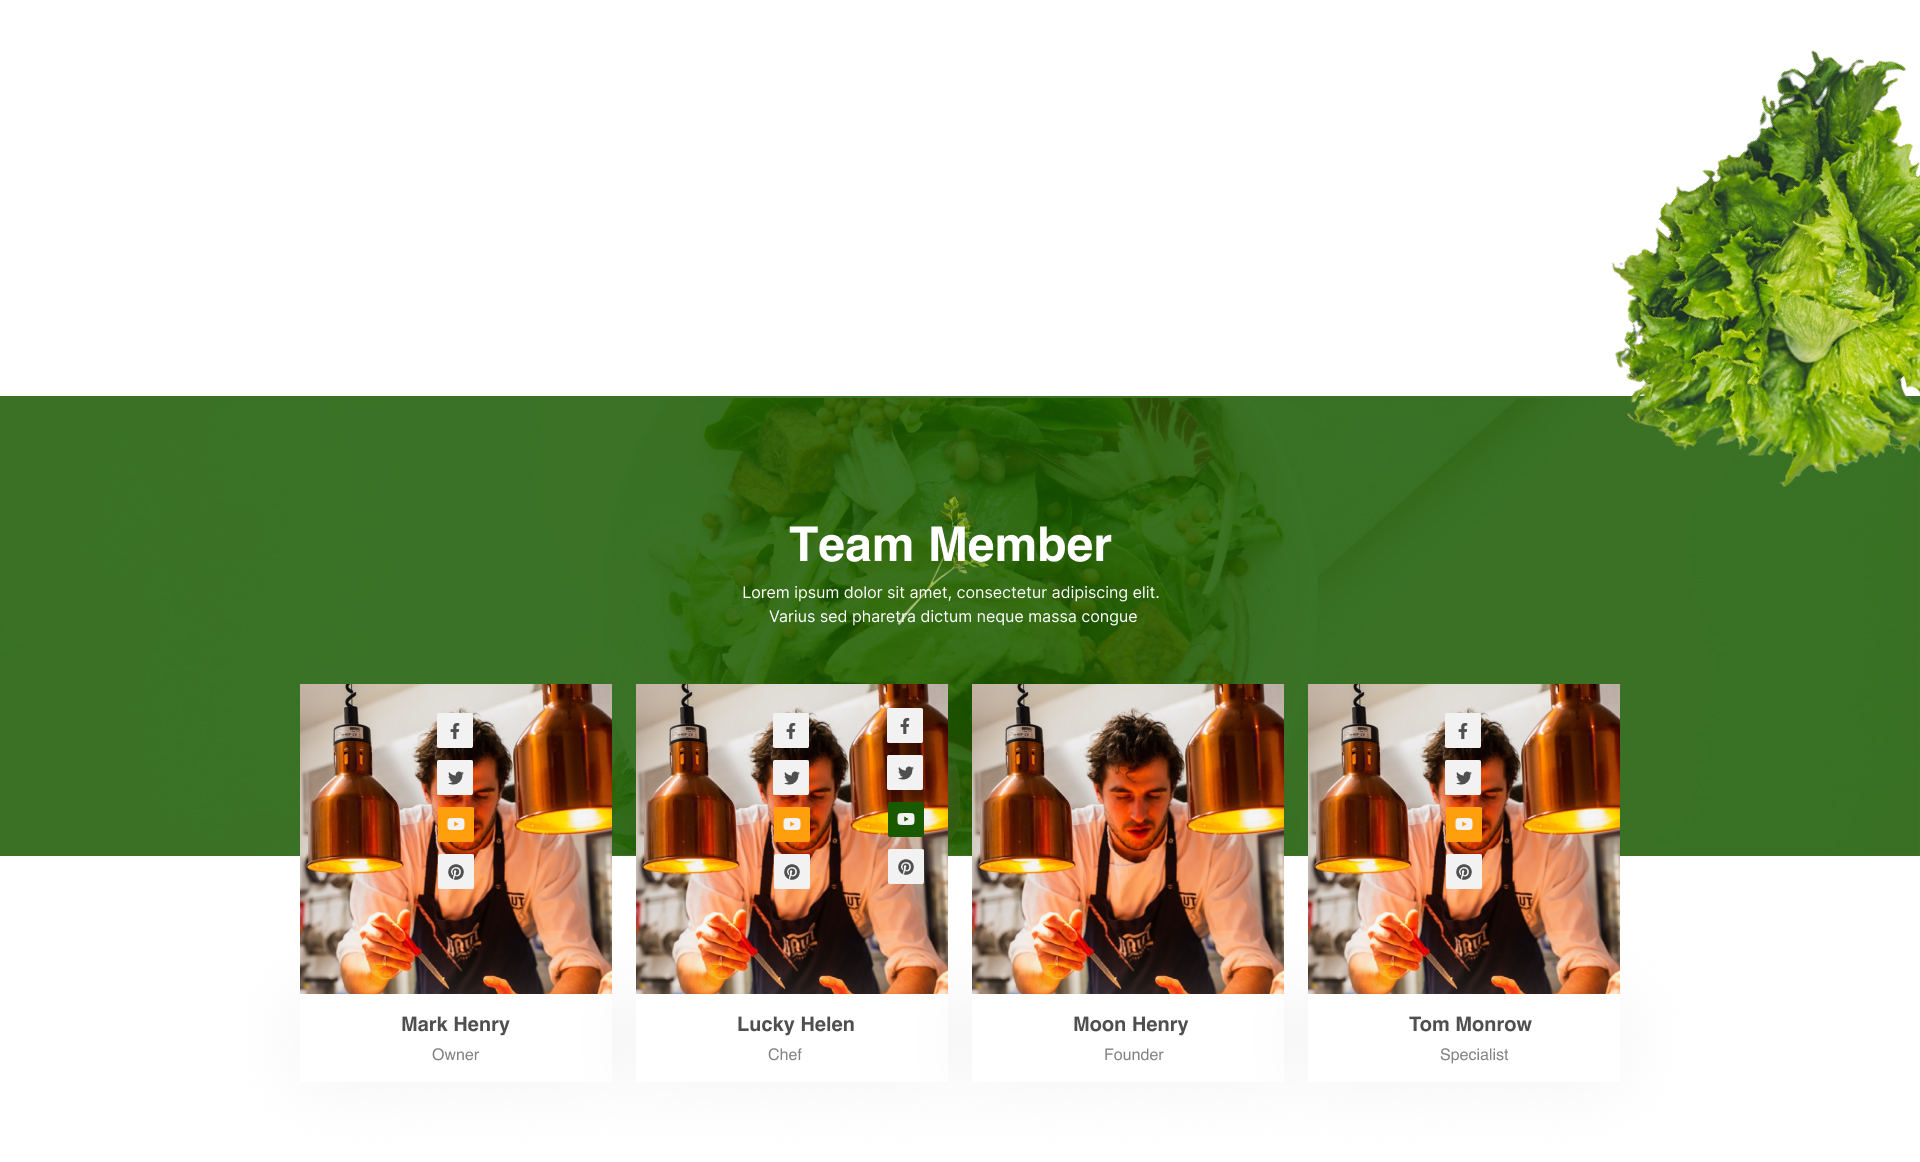 Team Member
Lorem ipsum dolor sit amet, consectetur adipiscing elit.
Varius sed pharetra dictum neque massa congue
Mark Henry
Owner
Lucky Helen
Chef
Moon Henry
Founder
Tom Monrow
Specialist